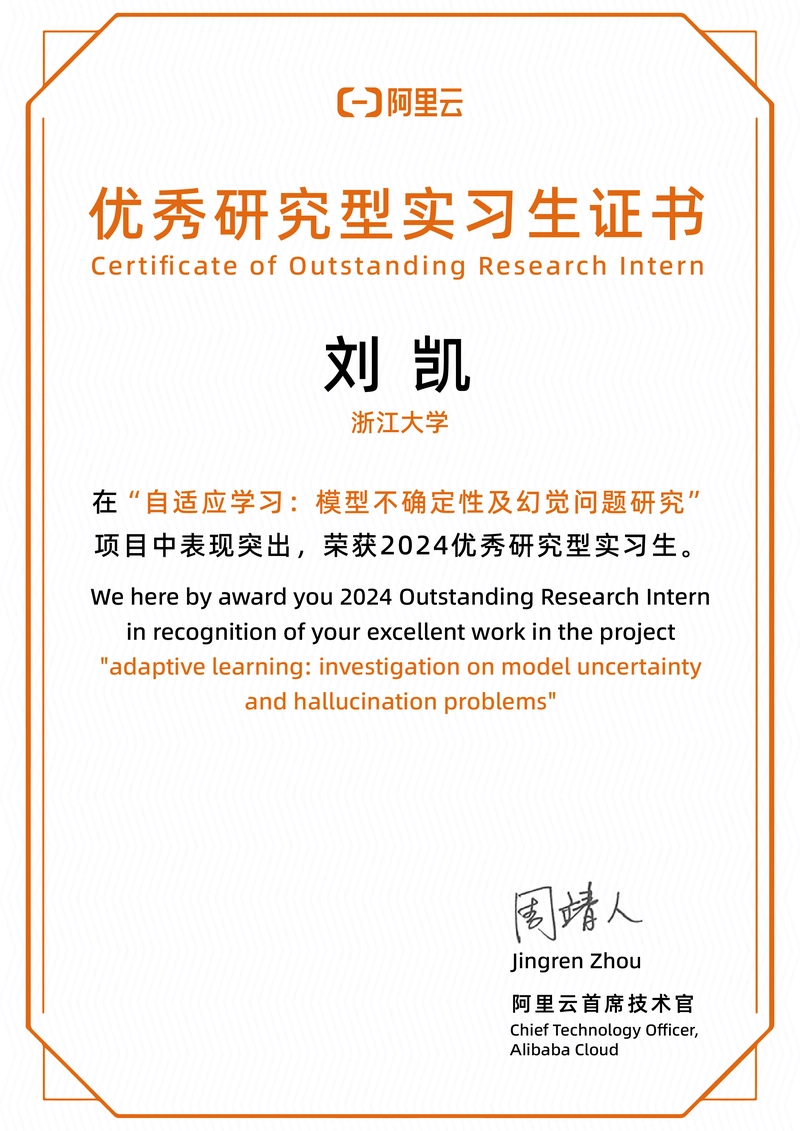 阿里云
优秀研究型实习生证书
Certificate of Outstanding Research Intern
刘 凯
浙江大学
在“自适应学习：模型不确定性及幻觉问题研究”
项目中表现突出，荣获2024优秀研究型实习生。
We here by award you 2024 Outstanding Research Intern
in recognition of your excellent work in the project
"adaptive learning: investigation on model uncertainty
and hallucination problems"
周靖人
Jingren Zhou
阿里云首席技术官
Chief Technology Officer,
Alibaba Cloud